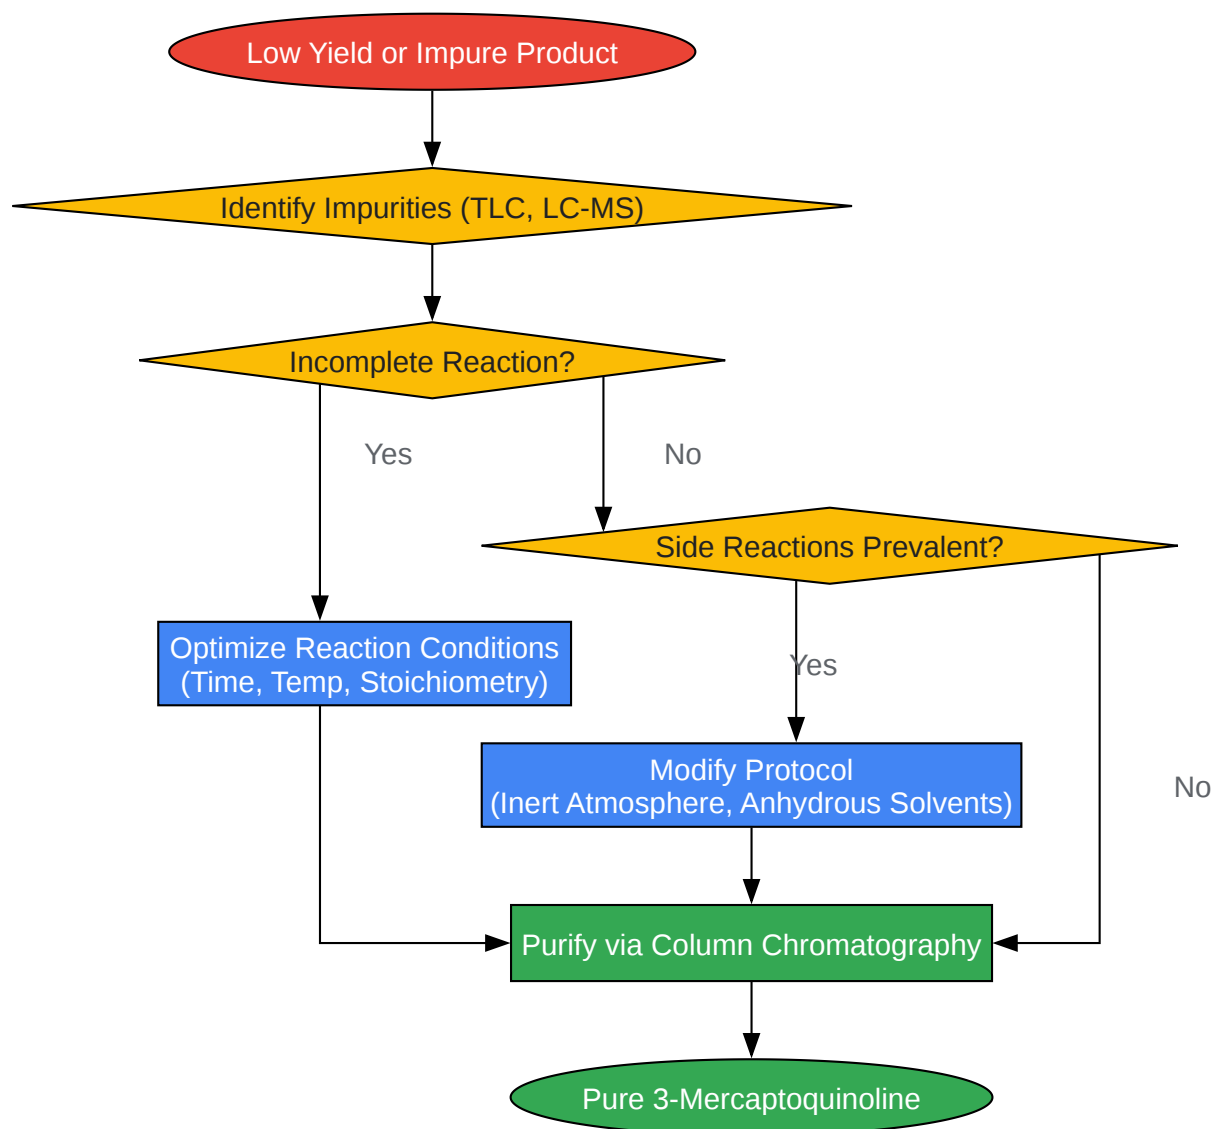 Low Yield or Impure Product
Identify Impurities (TLC, LC-MS)
Incomplete Reaction?
Yes
No
Side Reactions Prevalent?
Optimize Reaction Conditions
(Time, Temp, Stoichiometry)
Yes
Modify Protocol
(Inert Atmosphere, Anhydrous Solvents)
No
Purify via Column Chromatography
Pure 3-Mercaptoquinoline